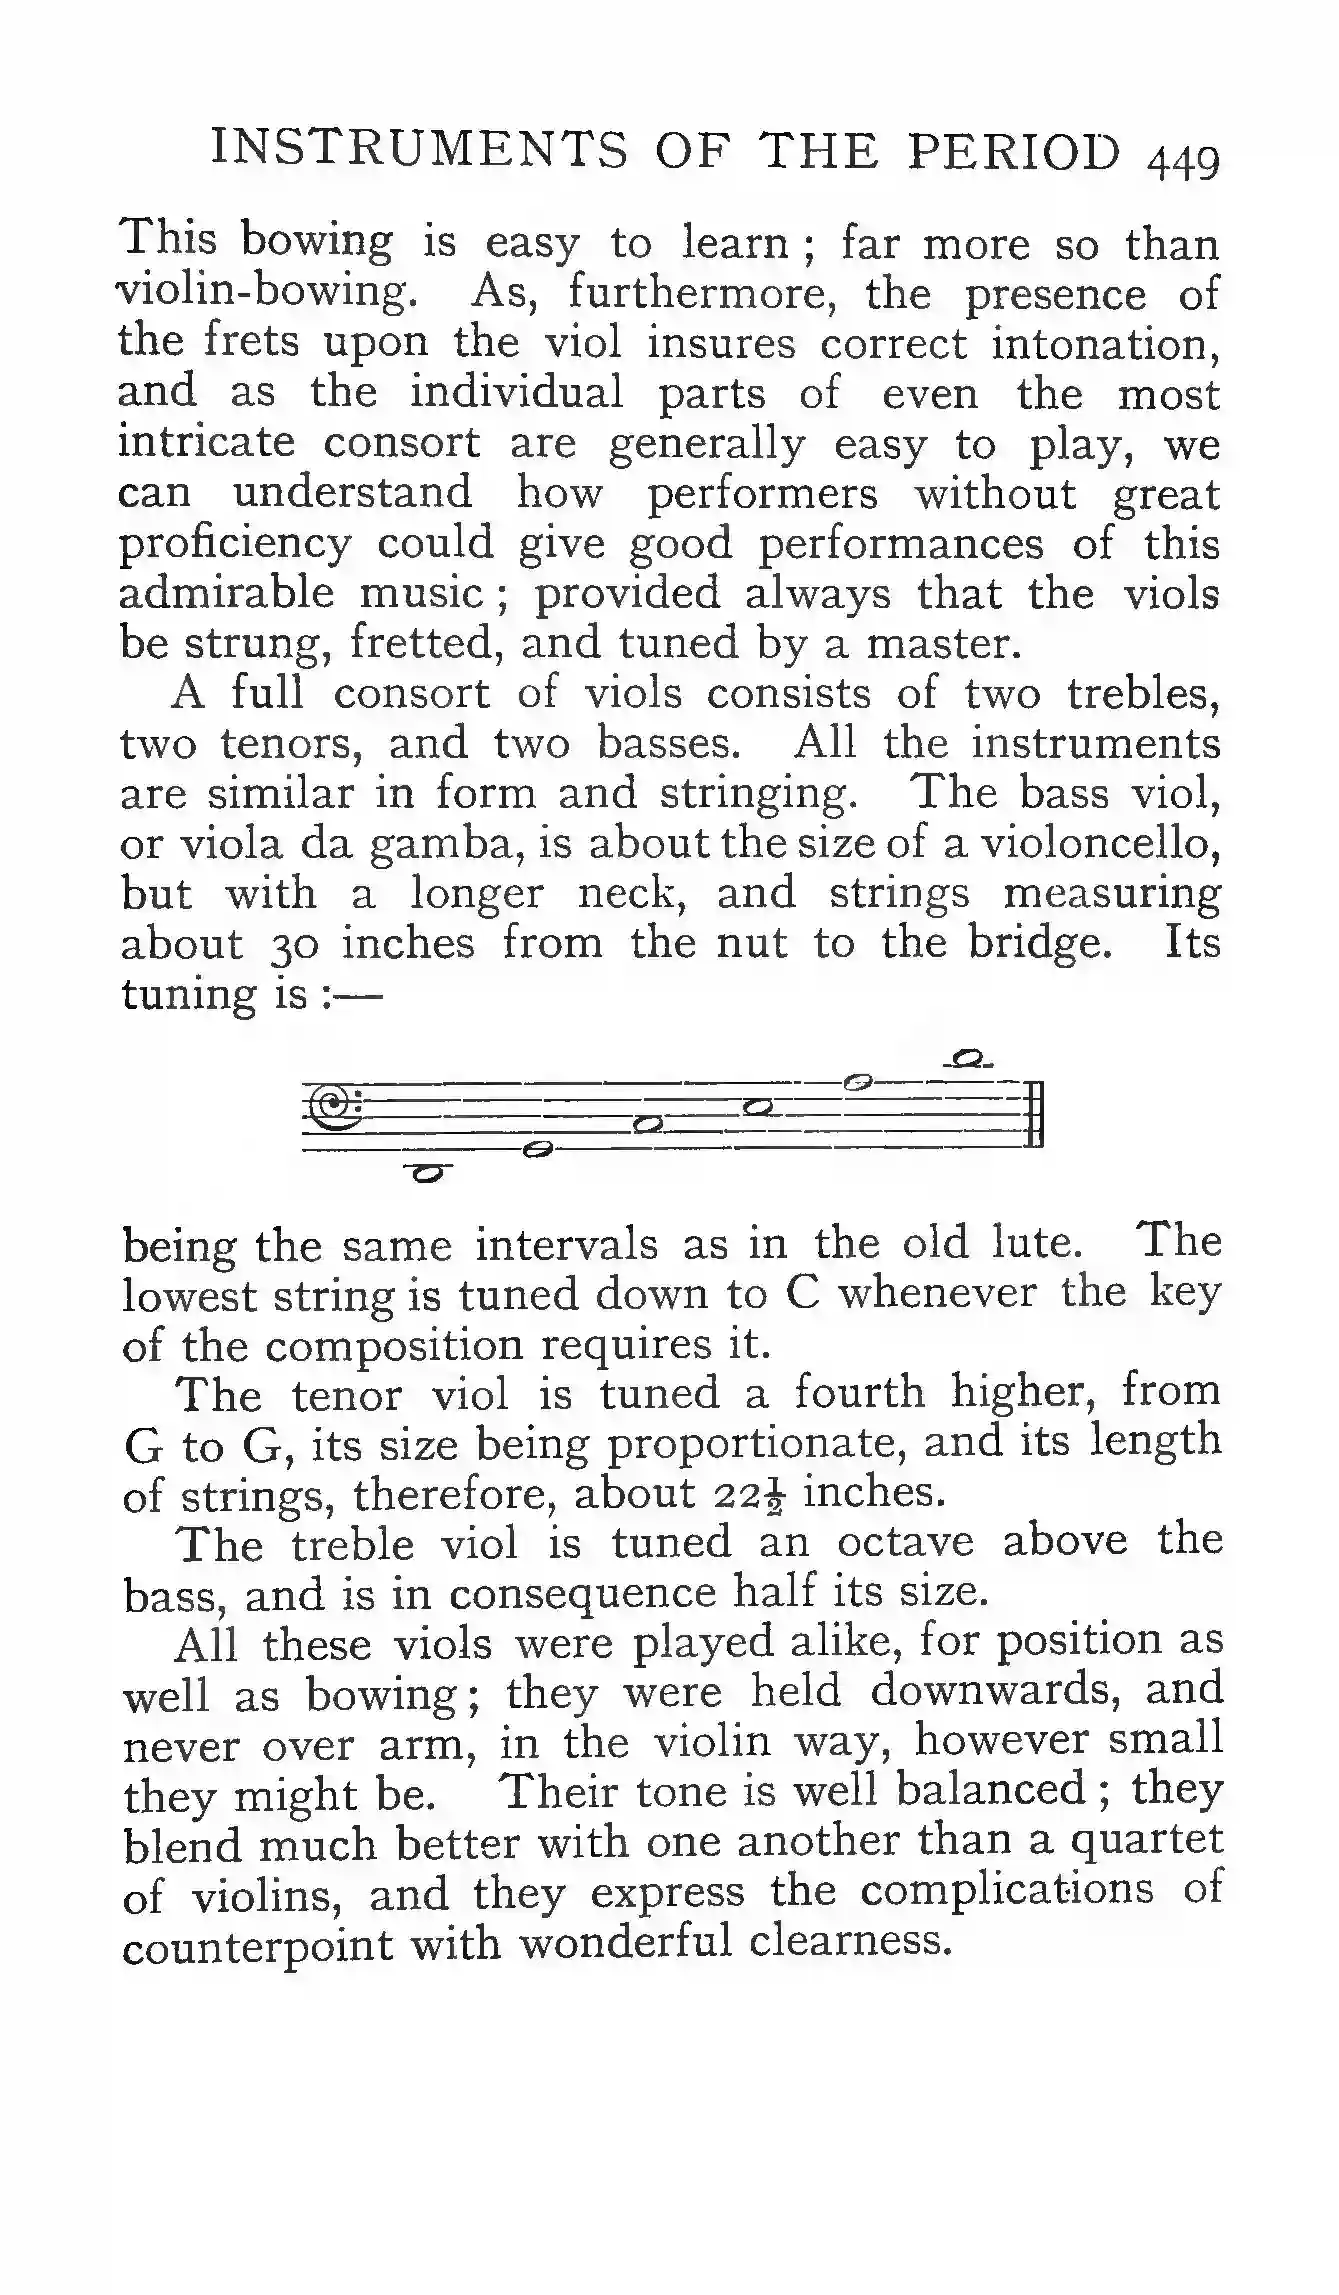 INSTRUMENTS OF THE PERIOD 449
This bowing is easy to learn ; far more so than
violin-bowing. As, furthermore, the presence of
the frets upon the viol insures correct intonation,
and as the individual parts of even the most
intricate consort are generally easy to play, we
can understand how performers without great
proficiency could give good performances of this
admirable music ; provided always that the viols
be strung, fretted, and tuned by a master.
A full consort of viols consists of two trebles,
two tenors, and two basses. All the instruments
are similar in form and stringing. The bass viol,
or viola da gamba, is about the size of a violoncello,
but with a longer neck, and strings measuring
about 30 inches from the nut to the bridge. Its
tuning is :—
being the same intervals as in the old lute. The
lowest string is tuned down to C whenever the key
of the composition requires it.
The tenor viol is tuned a fourth higher, from
G to G, its size being proportionate, and its length
of strings, therefore, about 22½ inches.
The treble viol is tuned an octave above the
bass, and is in consequence half its size.
All these viols were played alike, for position as
well as bowing ; they were held downwards, and
never over arm, in the violin way, however small
they might be. Their tone is well balanced ; they
blend much better with one another than a quartet
of violins, and they express the complications of
counterpoint with wonderful clearness.